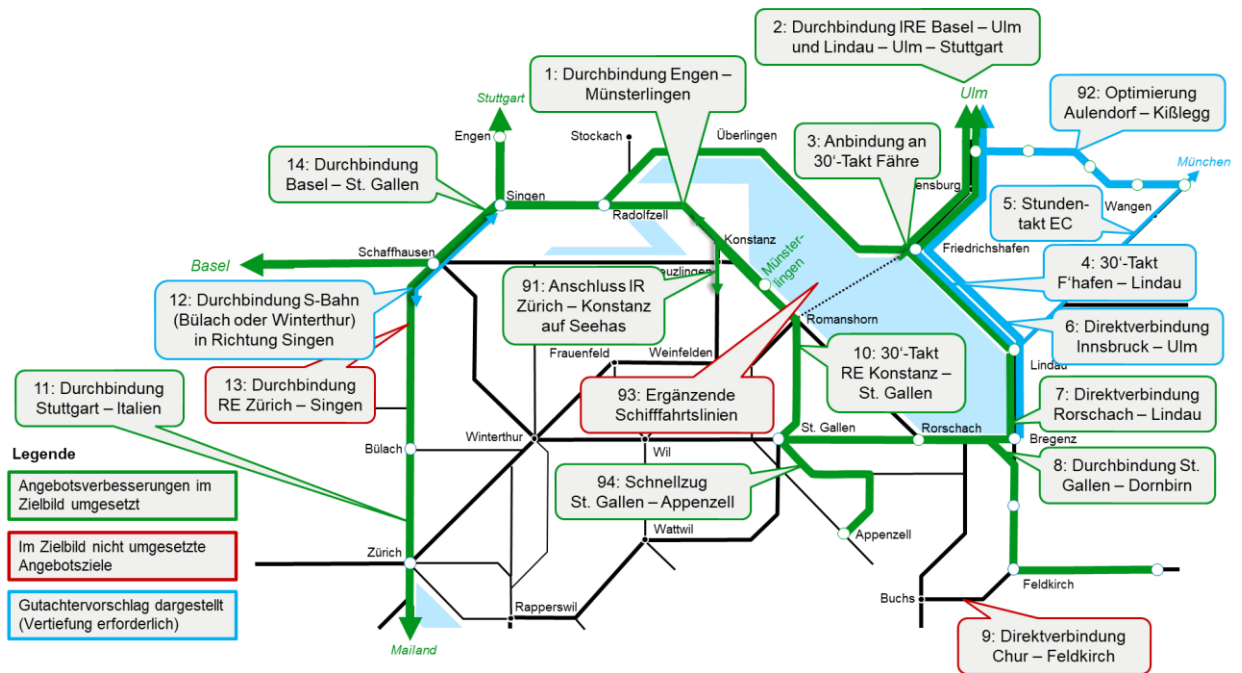 2: Durchbindung IRE Basel – Ulm
und Lindau – Ulm – Stuttgart
1: Durchbindung Engen –
Münsterlingen
Stuttgart
Ulm
92: Optimierung
Aulendorf – Kißlegg
Engen
Stockach
Überlingen
3: Anbindung an
30‘-Takt Fähre
München
14: Durchbindung
Basel – St. Gallen
ensburg
Wangen
5: Stunden-
takt EC
Singen
Radolfzell
Schaffhausen
Konstanz
Friedrichshafen
Basel
euzlingen
Münster-
lingen
4: 30‘-Takt
F‘hafen – Lindau
12: Durchbindung S-Bahn
(Bülach oder Winterthur)
in Richtung Singen
91: Anschluss IR
Zürich – Konstanz
auf Seehas
Romanshorn
6: Direktverbindung
Innsbruck – Ulm
Frauenfeld
Weinfelden
10: 30‘-Takt
RE Konstanz –
St. Gallen
Lindau
13: Durchbindung
RE Zürich – Singen
93: Ergänzende
Schifffahrtslinien
11: Durchbindung
Stuttgart – Italien
7: Direktverbindung
Rorschach – Lindau
Winterthur
Wil
St. Gallen
Rorschach
Bregenz
Bülach
Legende
94: Schnellzug
St. Gallen – Appenzell
8: Durchbindung St.
Gallen – Dornbirn
Angebotsverbesserungen im
Zielbild umgesetzt
Wattwil
Appenzell
Im Zielbild nicht umgesetzte
Angebotsziele
Zürich
Feldkirch
Gutachtervorschlag dargestellt
(Vertiefung erforderlich)
Rapperswil
Buchs
Mailand
9: Direktverbindung
Chur – Feldkirch